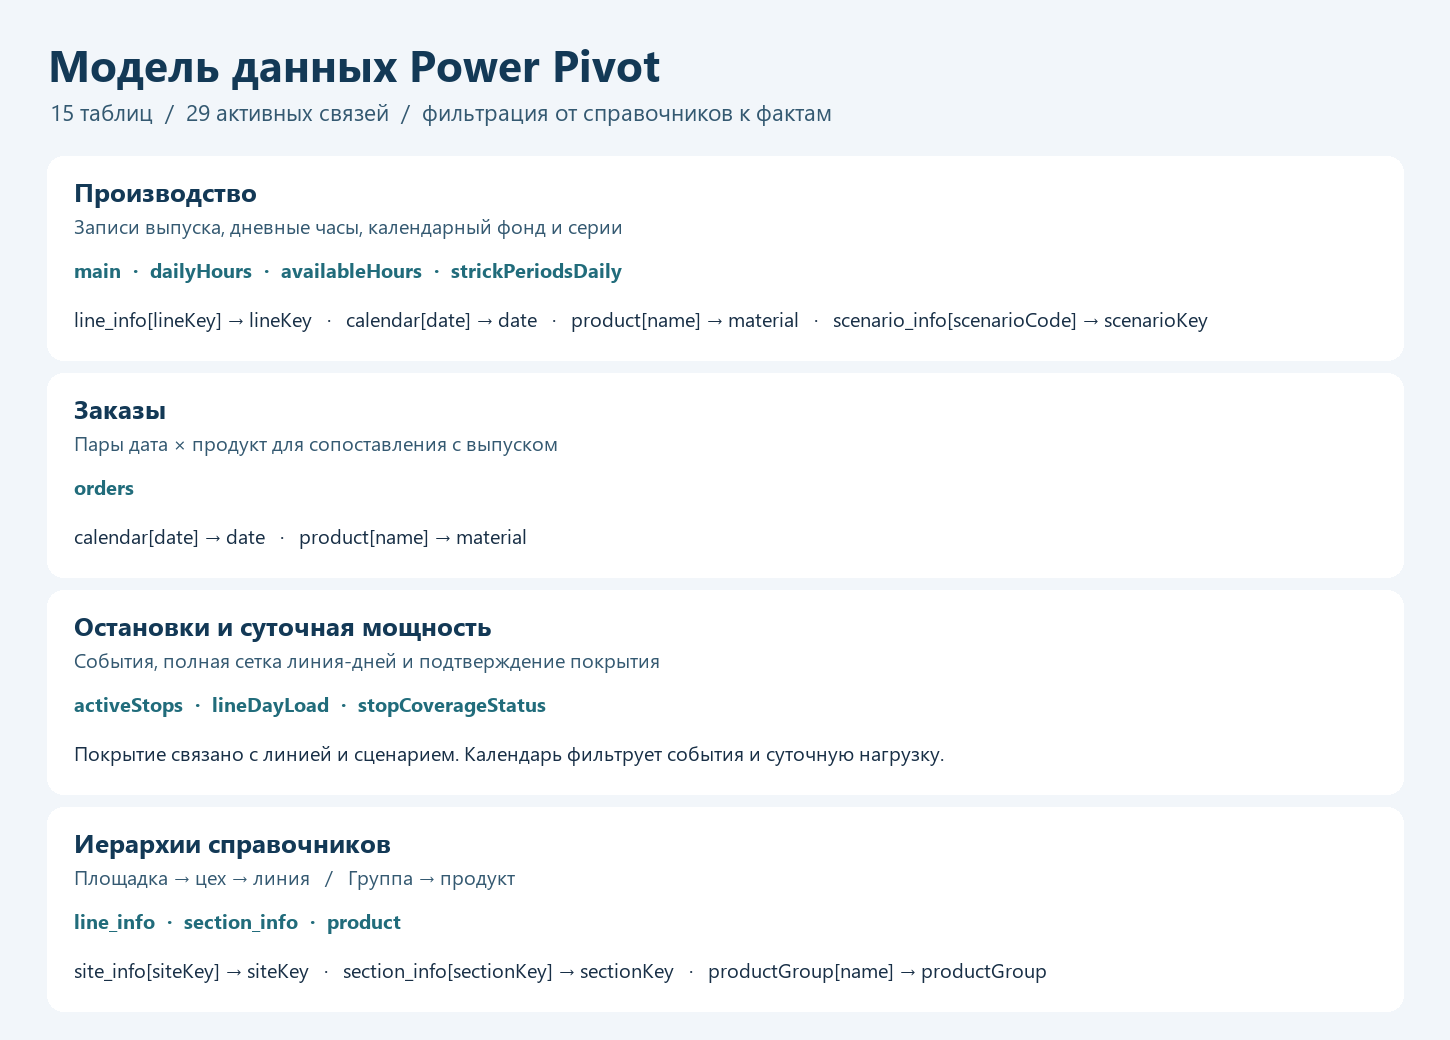 Модель данных Power Pivot
15 таблиц / 29 активных связей / фильтрация от справочников к фактам
Производство
Записи выпуска, дневные часы, календарный фонд и серии
main · dailyHours · availableHours · strickPeriodsDaily
line_info[lineKey] → lineKey · calendar[date] → date · product[name] → material · scenario_info[scenarioCode] → scenarioKey
Заказы
Пары дата × продукт для сопоставления с выпуском
orders
calendar[date] → date · product[name] → material
Остановки и суточная мощность
События, полная сетка линия-дней и подтверждение покрытия
activeStops · lineDayLoad · stopCoverageStatus
Покрытие связано с линией и сценарием. Календарь фильтрует события и суточную нагрузку.
Иерархии справочников
Площадка → цех → линия / Группа → продукт
line_info · section_info · product
site_info[siteKey] → siteKey · section_info[sectionKey] → sectionKey · productGroup[name] → productGroup